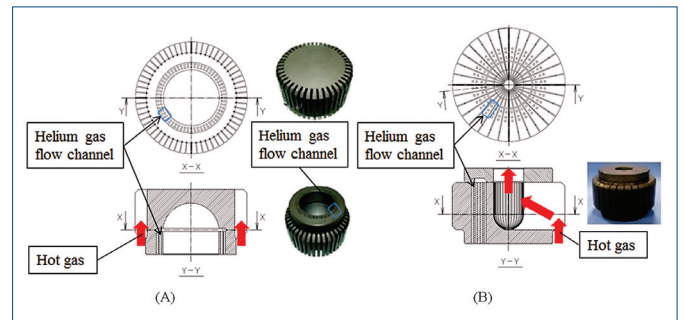 Y
Y
X-X
Helium gas
flow channel
Helium gas
flow channel
X
X
Hot gas
Y-Y
(A)
Y
Y
X-X
Helium gas
flow channel
X
X
Hot gas
Y-Y
(B)